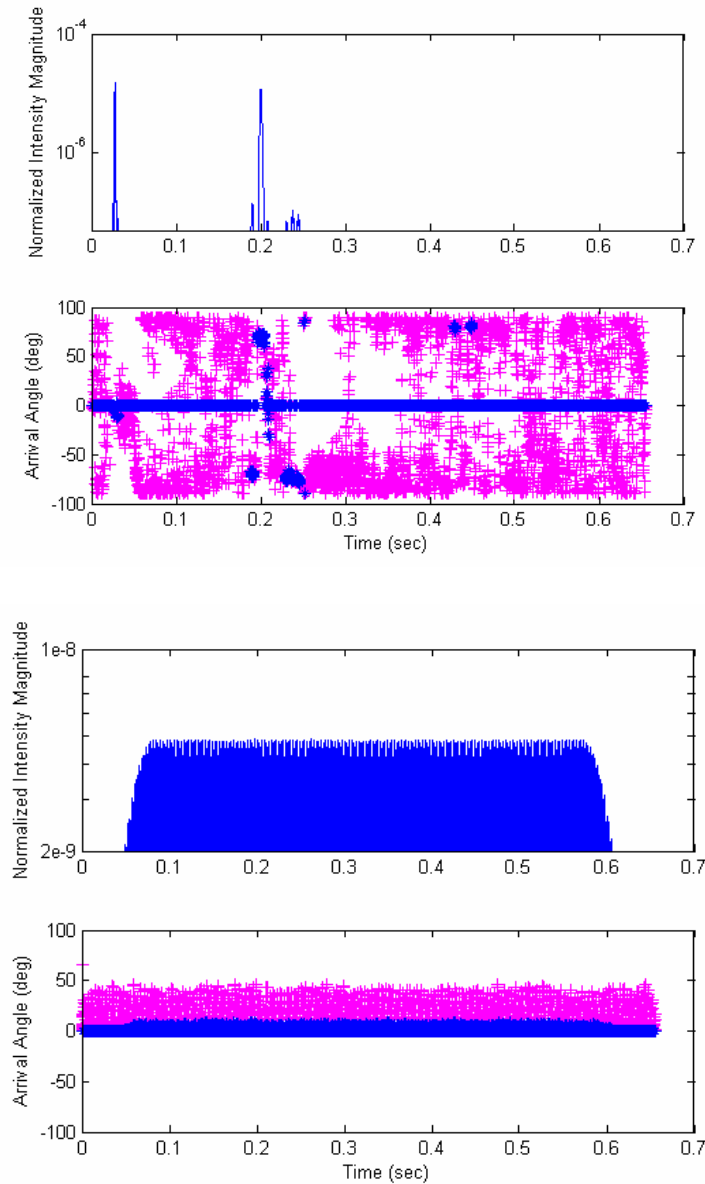 Normalized Intensity Magnitude
10^-4
10^-6
0 0.1 0.2 0.3 0.4 0.5 0.6 0.7
Arrival Angle (deg)
100
50
0
-50
-100
0 0.1 0.2 0.3 0.4 0.5 0.6 0.7
Time (sec)
Normalized Intensity Magnitude
1e-8
2e-9
0 0.1 0.2 0.3 0.4 0.5 0.6 0.7
Arrival Angle (deg)
100
50
0
-50
-100
0 0.1 0.2 0.3 0.4 0.5 0.6 0.7
Time (sec)